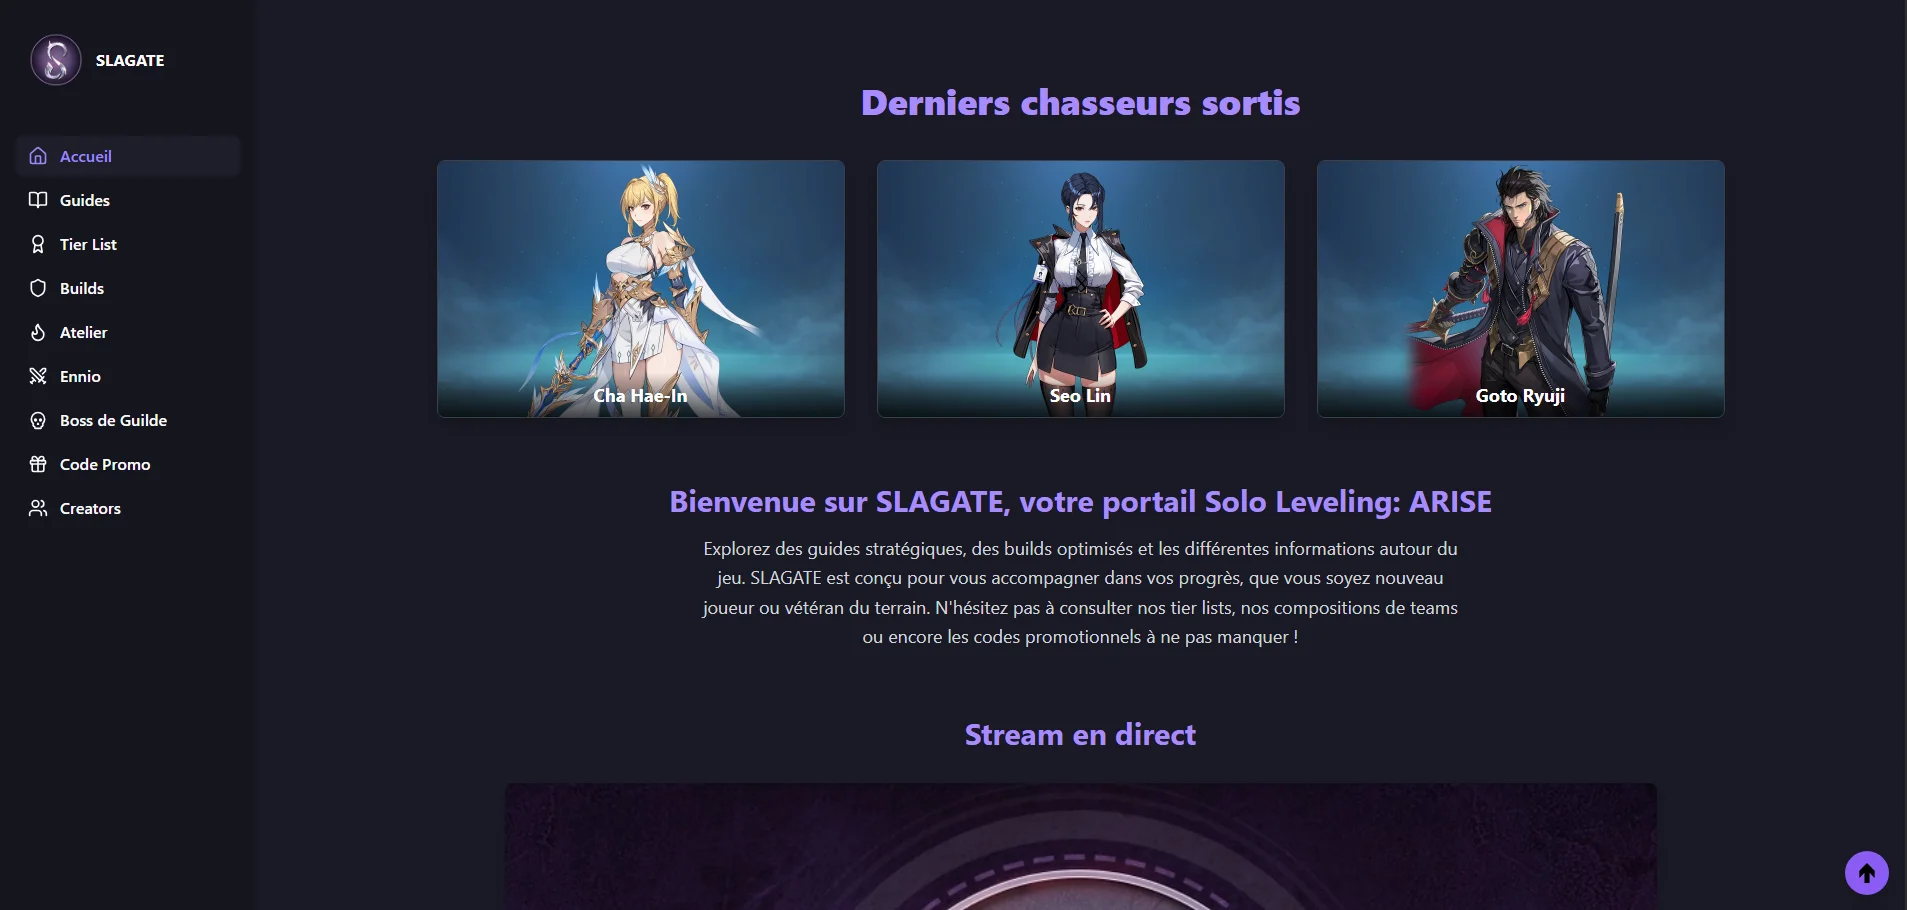 SLAGATE
Accueil
Guides
Tier List
Builds
Atelier
Ennio
Boss de Guilde
Code Promo
Creators
Derniers chasseurs sortis
Cha Hae-In
Seo Lin
Goto Ryuji
Bienvenue sur SLAGATE, votre portail Solo Leveling: ARISE
Explorez des guides stratégiques, des builds optimisés et les différentes informations autour du
jeu. SLAGATE est conçu pour vous accompagner dans vos progrès, que vous soyez nouveau
joueur ou vétéran du terrain. N'hésitez pas à consulter nos tier lists, nos compositions de teams
ou encore les codes promotionnels à ne pas manquer !
Stream en direct